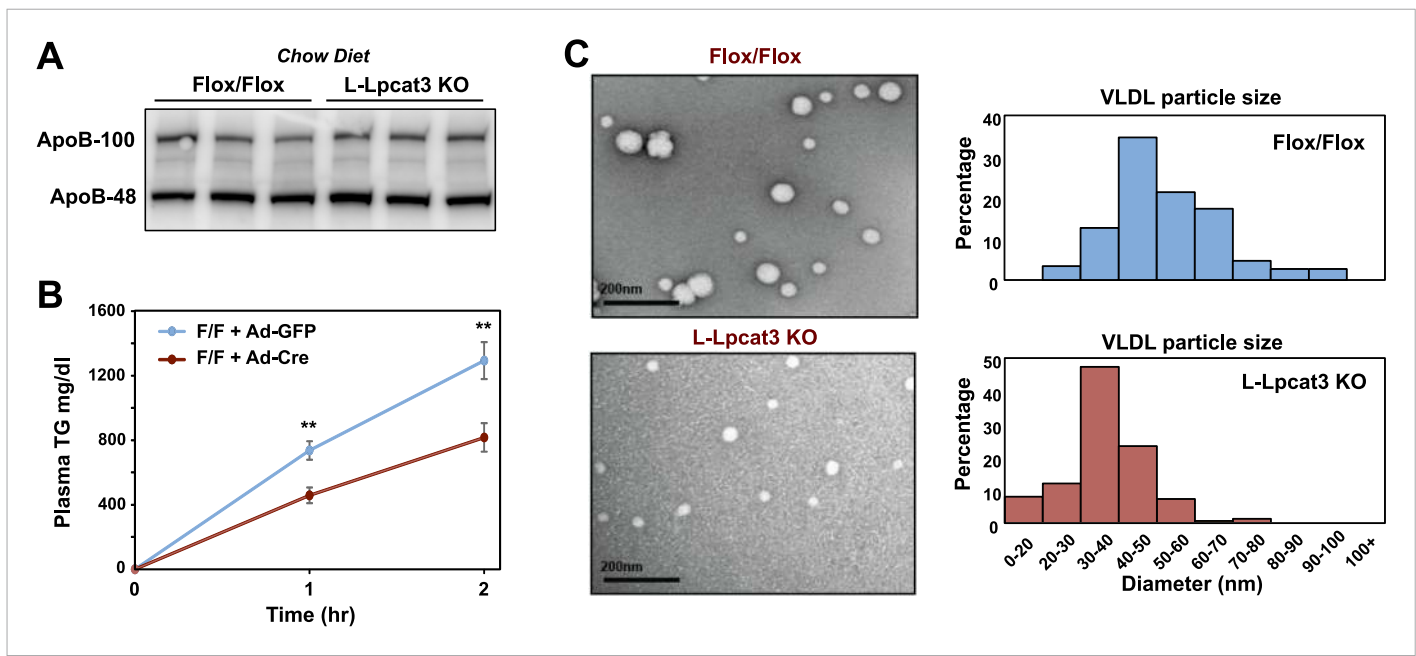 A
Chow Diet
Flox/Flox
L-Lpcat3 KO
ApoB-100
ApoB-48
B
1600
1200
800
400
0
Plasma TG mg/dl
F/F + Ad-GFP
F/F + Ad-Cre
**
**
0
1
2
Time (hr)
C
Flox/Flox
200nm
L-Lpcat3 KO
200nm
VLDL particle size
Flox/Flox
Percentage
40
30
20
10
0
VLDL particle size
L-Lpcat3 KO
Percentage
50
40
30
20
10
0
0-20
20-30
30-40
40-50
50-60
60-70
70-80
80-90
90-100
100+
Diameter (nm)